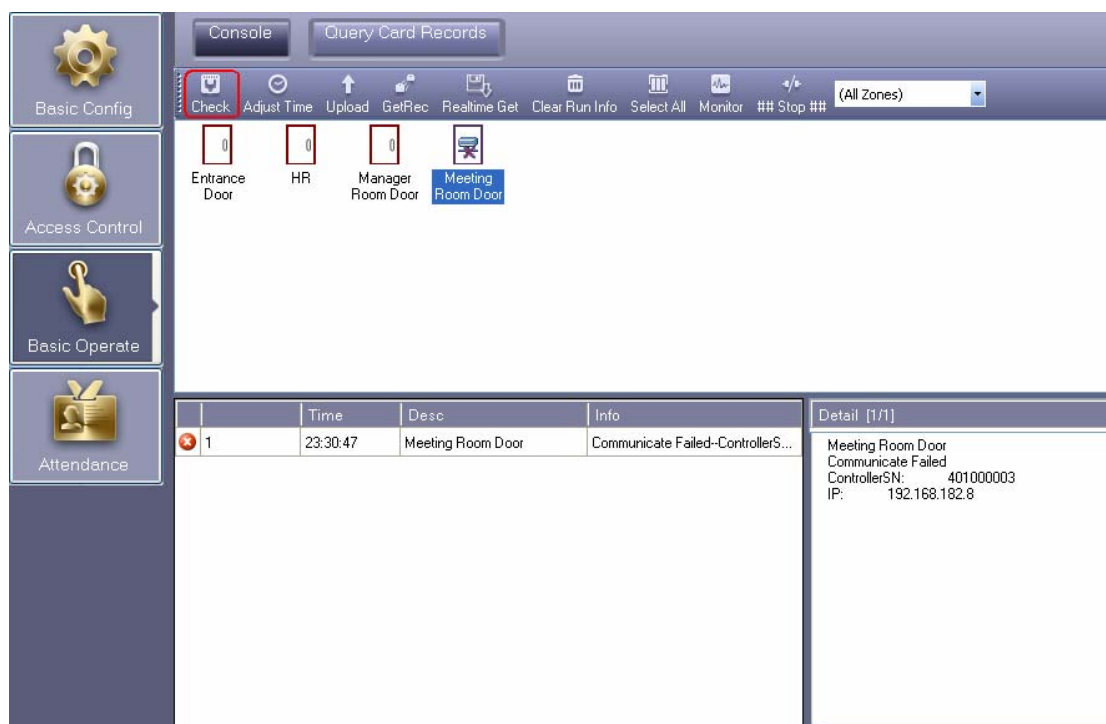 Console
Query Card Records
Basic Config
Check
Adjust Time
Upload
GetRec
Realtime Get
Clear Run Info
Select All
Monitor
## Stop ##
(All Zones)
Entrance
Door
HR
Manager
Room Door
Meeting
Room Door
Access Control
Basic Operate
Attendance
Time
Desc
Info
1
23:30:47
Meeting Room Door
Communicate Failed--ControllerS...
Detail [1/1]
Meeting Room Door
Communicate Failed
ControllerSN: 401000003
IP: 192.168.182.8